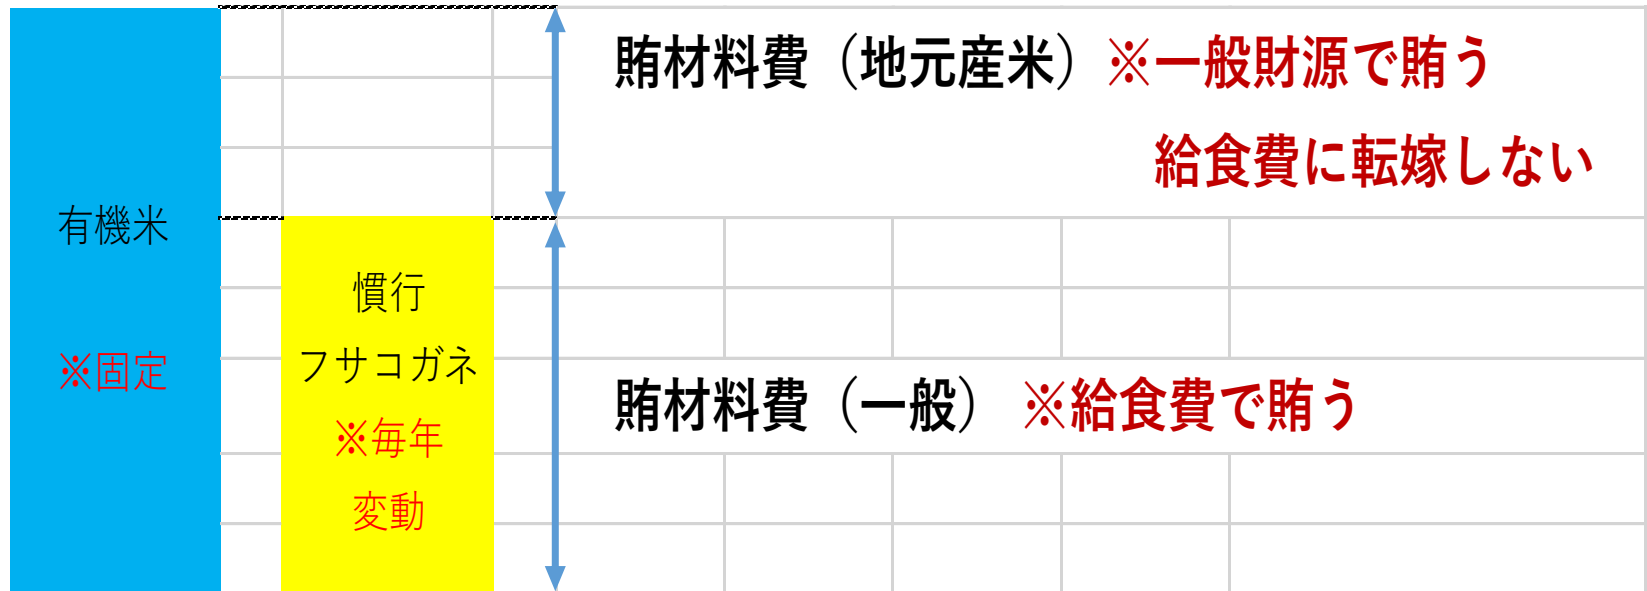 賄材料費（地元産米）※一般財源で賄う
給食費に転嫁しない
有機米
※固定
慣行
フサコガネ
※毎年
変動
賄材料費（一般）※給食費で賄う